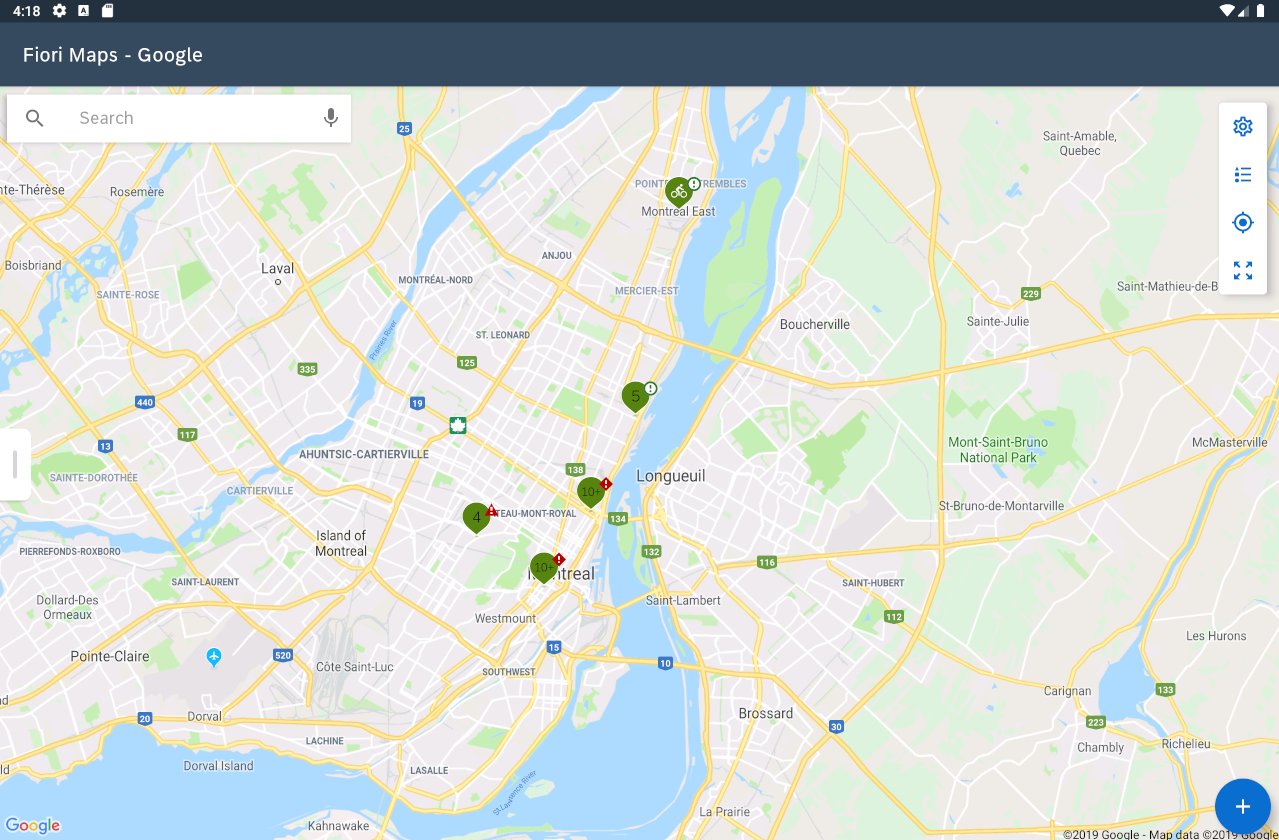 4:18
Fiori Maps - Google
Search
25
Saint-Amable,
Quebec
Rosemère
POINT
TREMBLES
Montreal East
Boisbriand
Laval
ANJOU
MONTRÉAL-NORD
SAINTE-ROSE
MERCIER-EST
229
Saint-Mathieu-de-B
Sainte-Julie
Boucherville
ST. LEONARD
Prairies River
125
335
5
440
19
117
13
AHUNTSIC-CARTIERVILLE
Mont-Saint-Bruno
National Park
McMasterville
SAINTE-DOROTHÉE
CARTIERVILLE
138
Longueuil
10+
4
TEAU-MONT-ROYAL
134
St-Bruno-de-Montarville
Island of
Montreal
PIERREFONDS-ROXBORO
132
116
10+
Montreal
SAINT-LAURENT
SAINT-HUBERT
Dollard-Des
Ormeaux
Saint-Lambert
Westmount
112
Les Hurons
15
520
Pointe-Claire
Côte Saint-Luc
10
SOUTHWEST
Carignan
133
20
Dorval
Brossard
30
223
LACHINE
Chambly
Richelieu
Dorval Island
LASALLE
St. Lawrence River
La Prairie
Kahnawake
Google
©2019 Google - Map data ©2019 Google